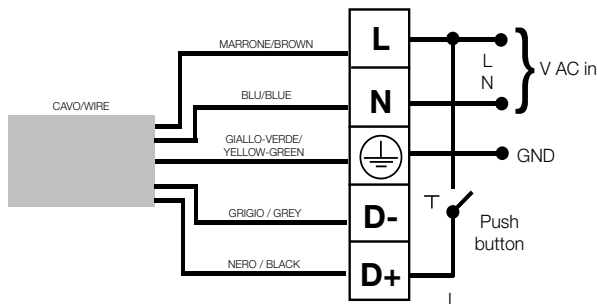 CAVO/WIRE
MARRONE/BROWN
BLU/BLUE
GIALLO-VERDE/
YELLOW-GREEN
GRIGIO / GREY
NERO / BLACK
L
N
D-
D+
L
N
V AC in
GND
Push
button
L